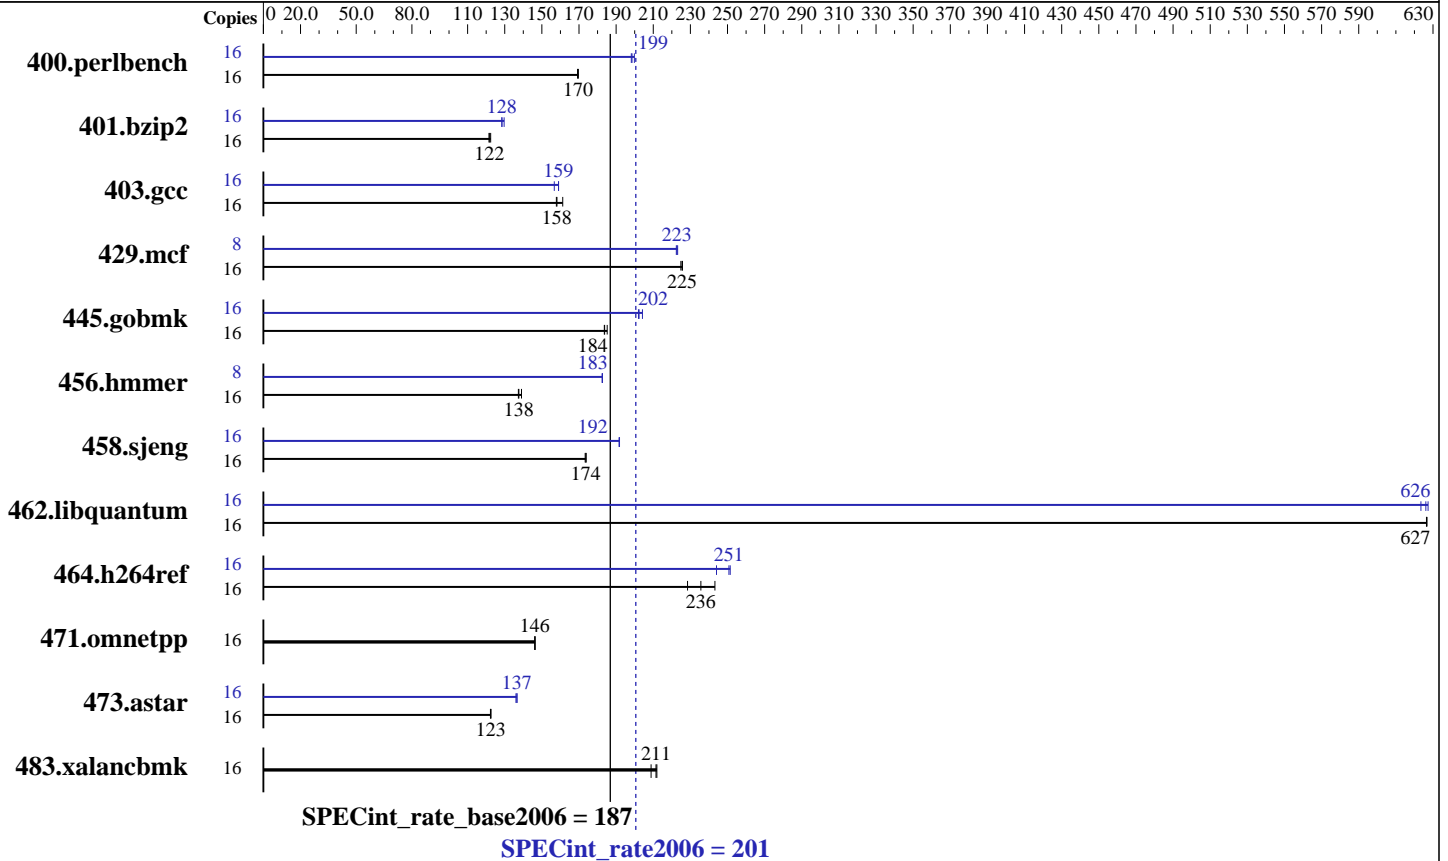 Copies 0 20.0 50.0 80.0 110 130 150 170 190 210 230 250 270 290 310 330 350 370 390 410 430 450 470 490 510 530 550 570 590 630
400.perlbench 16 199
16 170
401.bzip2 16 128
16 122
403.gcc 16 159
16 158
429.mcf 8 223
16 225
445.gobmk 16 202
16 184
456.hmmer 8 183
16 138
458.sjeng 16 192
16 174
462.libquantum 16 626
16 627
464.h264ref 16 251
16 236
471.omnetpp 16 146
473.astar 16 137
16 123
483.xalancbmk 16 211
SPECint_rate_base2006 = 187
SPECint_rate2006 = 201